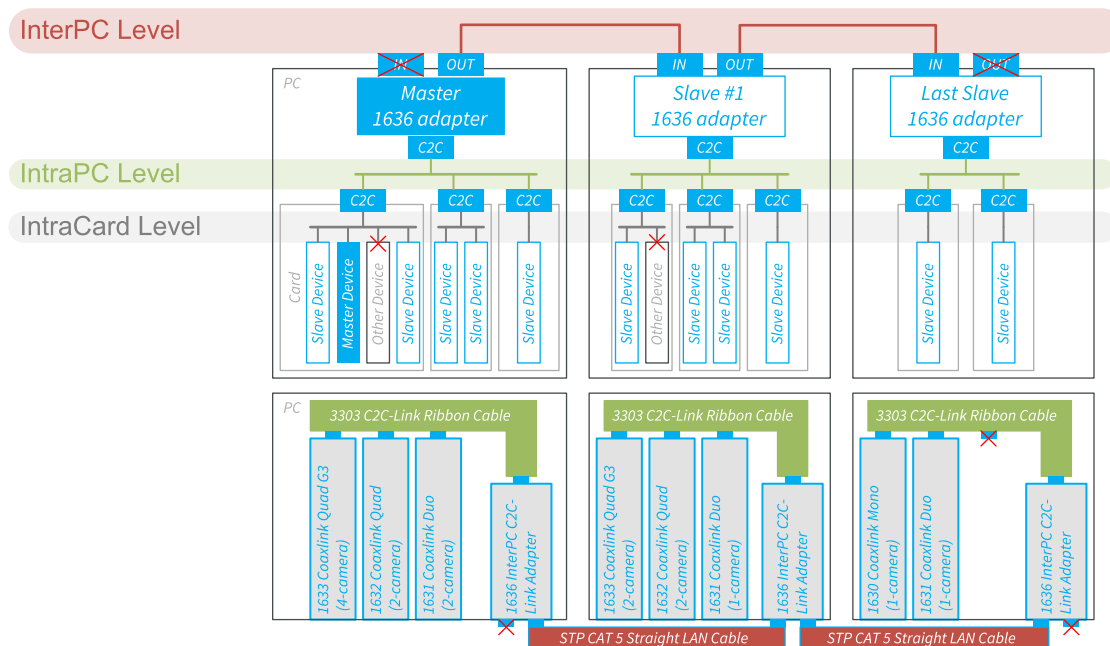 InterPC Level
IN
OUT
IN
OUT
IN
OUT
PC
Master
1636 adapter
Slave #1
1636 adapter
Last Slave
1636 adapter
C2C
C2C
C2C
IntraPC Level
C2C
C2C
C2C
C2C
C2C
C2C
C2C
C2C
IntraCard Level
Card
Slave Device
Master Device
Other Device
Slave Device
Slave Device
Slave Device
Slave Device
Slave Device
Other Device
Slave Device
Slave Device
Slave Device
Slave Device
Slave Device
PC
3303 C2C-Link Ribbon Cable
3303 C2C-Link Ribbon Cable
3303 C2C-Link Ribbon Cable
1633 Coaxlink Quad G3
(4-camera)
1632 Coaxlink Quad
(2-camera)
1631 Coaxlink Duo
(2-camera)
1636 InterPC C2C-
Link Adapter
1633 Coaxlink Quad G3
(2-camera)
1632 Coaxlink Quad
(2-camera)
1631 Coaxlink Duo
(1-camera)
1636 InterPC C2C-
Link Adapter
1630 Coaxlink Mono
(1-camera)
1631 Coaxlink Duo
(1-camera)
1636 InterPC C2C-
Link Adapter
STP CAT 5 Straight LAN Cable
STP CAT 5 Straight LAN Cable